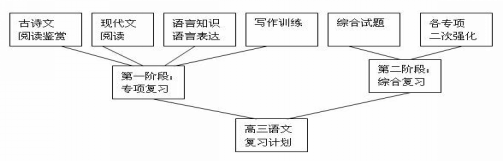 古诗文
阅读鉴赏
现代文
阅读
语言知识
语言表达
写作训练
综合试题
各专项
二次强化
第一阶段：
专项复习
第二阶段：
综合复习
高三语文
复习计划